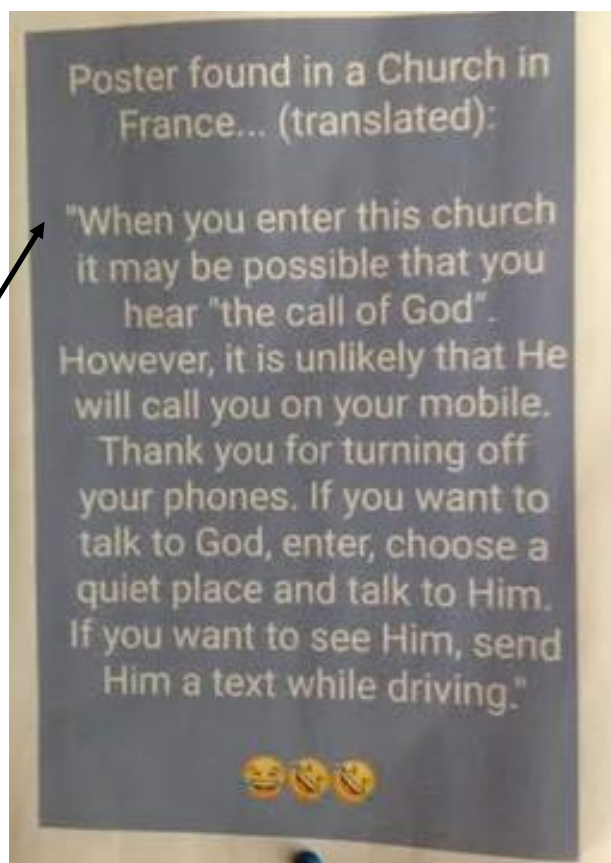 Poster found in a Church in
France... (translated):
"When you enter this church
it may be possible that you
hear "the call of God".
However, it is unlikely that He
will call you on your mobile.
Thank you for turning off
your phones. If you want to
talk to God, enter, choose a
quiet place and talk to Him.
If you want to see Him, send
Him a text while driving."